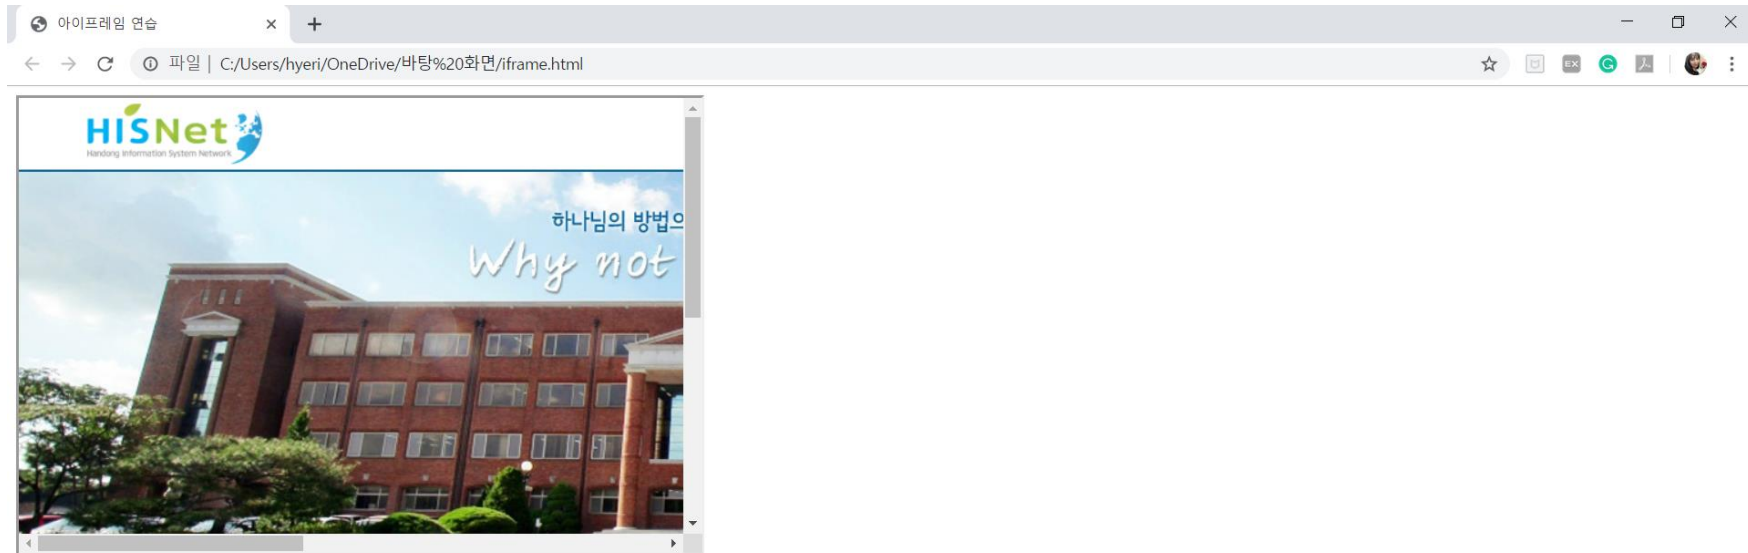 아이프레임 연습
파일 | C:/Users/hyeri/OneDrive/바탕%20화면/iframe.html
EX
HISNet
Handong Information System Network
하나님의 방법으
Why not